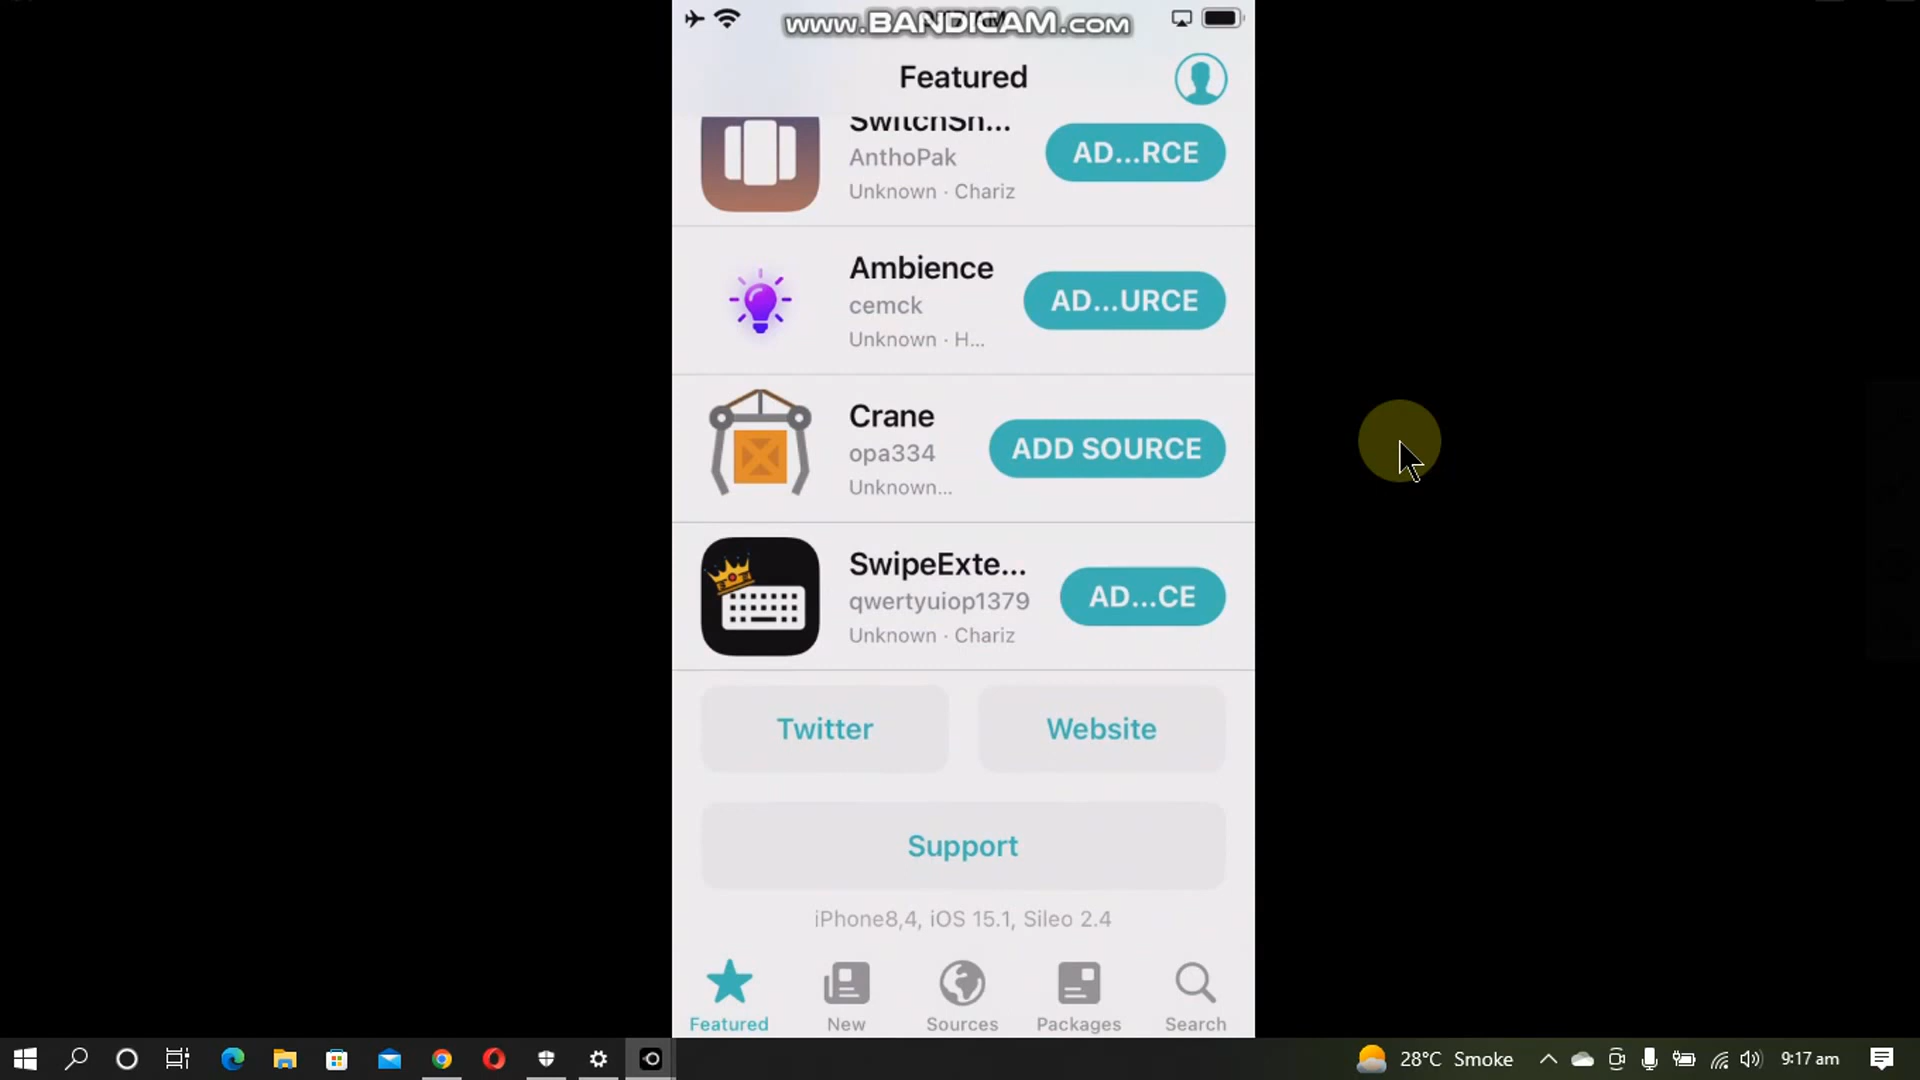 www.BANDICAM.com
Featured
SwitchSh...
AnthoPak
Unknown · Chariz
AD...RCE
Ambience
cemck
Unknown · H...
AD...URCE
Crane
opa334
Unknown...
ADD SOURCE
SwipeExte...
qwertyuiop1379
Unknown · Chariz
AD...CE
Twitter
Website
Support
iPhone8,4, iOS 15.1, Sileo 2.4
Featured
New
Sources
Packages
Search
28°C Smoke
9:17 am